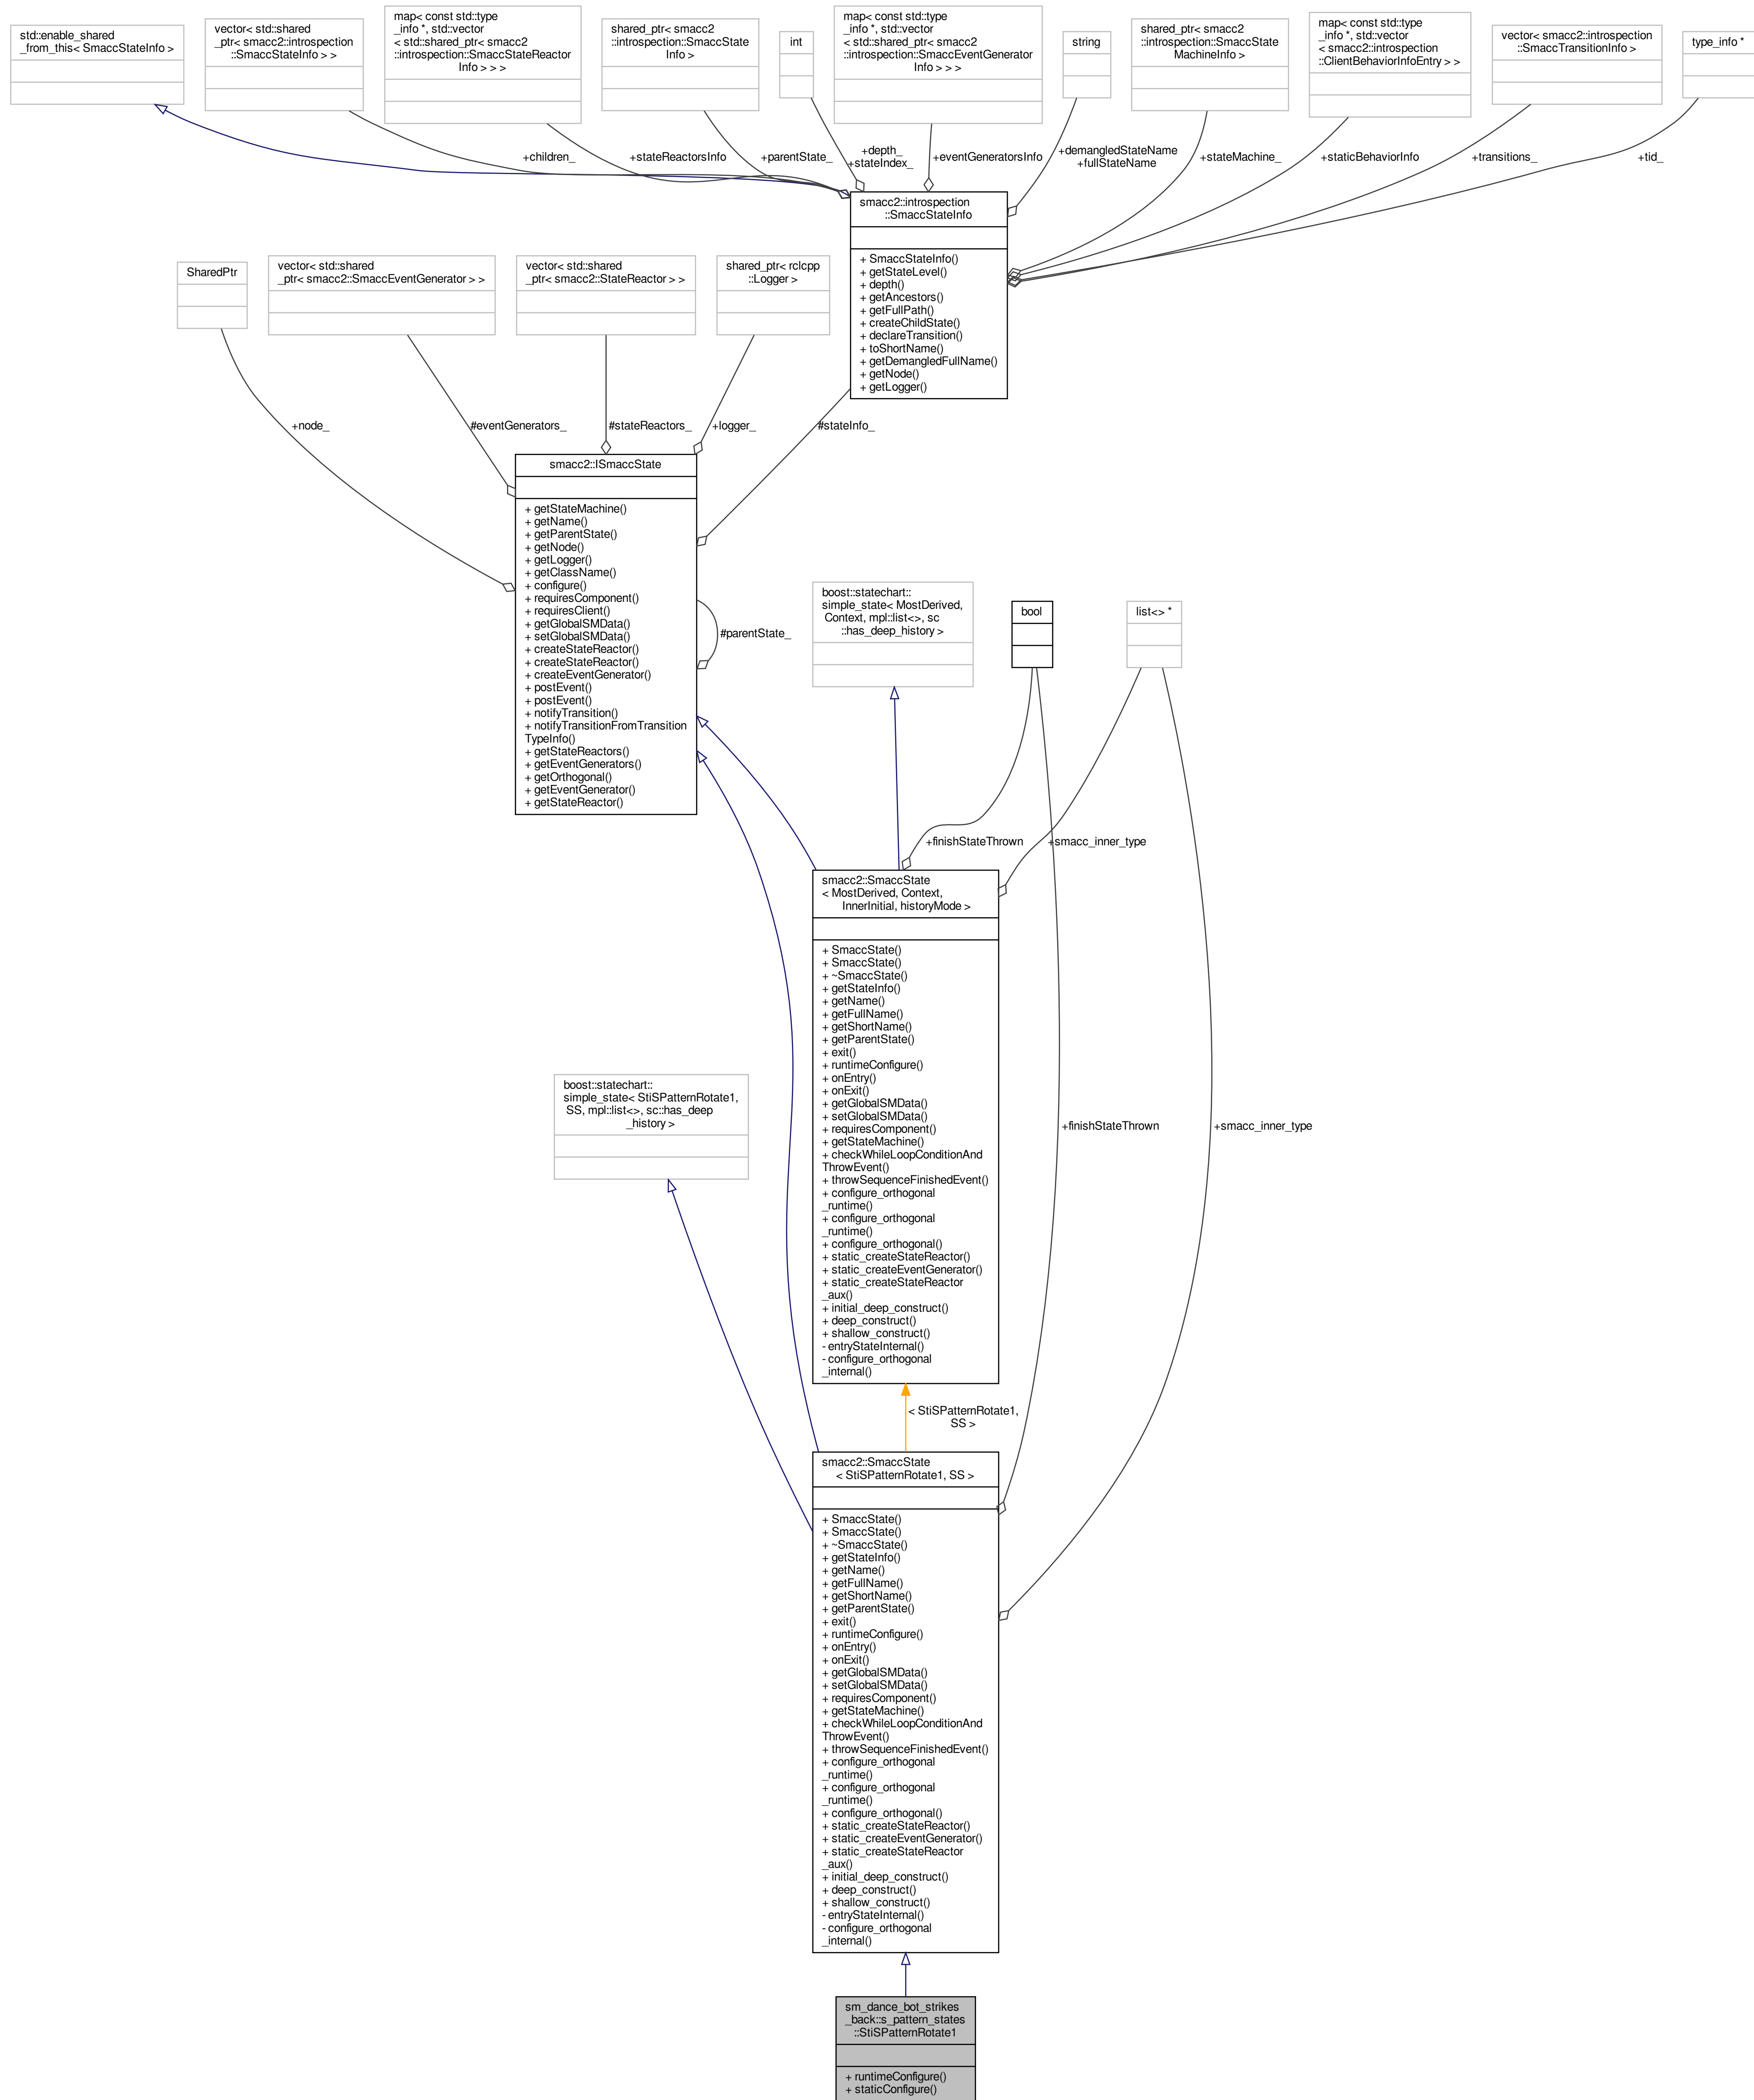 std::enable_shared
_from_this< SmaccStateInfo >
vector< std::shared
_ptr< smacc2::introspection
::SmaccStateInfo > >
map< const std::type
_info *, std::vector
< std::shared_ptr< smacc2
::introspection::SmaccStateReactor
Info > > >
shared_ptr< smacc2
::introspection::SmaccState
Info >
int
map< const std::type
_info *, std::vector
< std::shared_ptr< smacc2
::introspection::SmaccEventGenerator
Info > > >
string
shared_ptr< smacc2
::introspection::SmaccState
MachineInfo >
map< const std::type
_info *, std::vector
< smacc2::introspection
::ClientBehaviorInfoEntry > >
vector< smacc2::introspection
::SmaccTransitionInfo >
type_info *
+children_
+stateReactorsInfo
+parentState_
+depth_
+stateIndex_
+eventGeneratorsInfo
+demangledStateName
+fullStateName
+stateMachine_
+staticBehaviorInfo
+transitions_
+tid_
smacc2::introspection
::SmaccStateInfo
+ SmaccStateInfo()
+ getStateLevel()
+ depth()
+ getAncestors()
+ getFullPath()
+ createChildState()
+ declareTransition()
+ toShortName()
+ getDemangledFullName()
+ getNode()
+ getLogger()
SharedPtr
vector< std::shared
_ptr< smacc2::SmaccEventGenerator > >
vector< std::shared
_ptr< smacc2::StateReactor > >
shared_ptr< rclcpp
::Logger >
+node_
#eventGenerators_
#stateReactors_
+logger_
#stateInfo_
smacc2::ISmaccState
+ getStateMachine()
+ getName()
+ getParentState()
+ getNode()
+ getLogger()
+ getClassName()
+ configure()
+ requiresComponent()
+ requiresClient()
+ getGlobalSMData()
+ setGlobalSMData()
+ createStateReactor()
+ createStateReactor()
+ createEventGenerator()
+ postEvent()
+ postEvent()
+ notifyTransition()
+ notifyTransitionFromTransition
TypeInfo()
+ getStateReactors()
+ getEventGenerators()
+ getOrthogonal()
+ getEventGenerator()
+ getStateReactor()
#parentState_
boost::statechart::
simple_state< MostDerived,
Context, mpl::list<>, sc
::has_deep_history >
bool
list<> *
+finishStateThrown
+smacc_inner_type
smacc2::SmaccState
< MostDerived, Context,
InnerInitial, historyMode >
+ SmaccState()
+ SmaccState()
+ ~SmaccState()
+ getStateInfo()
+ getName()
+ getFullName()
+ getShortName()
+ getParentState()
+ exit()
+ runtimeConfigure()
+ onEntry()
+ onExit()
+ getGlobalSMData()
+ setGlobalSMData()
+ requiresComponent()
+ getStateMachine()
+ checkWhileLoopConditionAnd
ThrowEvent()
+ throwSequenceFinishedEvent()
+ configure_orthogonal
_runtime()
+ configure_orthogonal
_runtime()
+ configure_orthogonal()
+ static_createStateReactor()
+ static_createEventGenerator()
+ static_createStateReactor
_aux()
+ initial_deep_construct()
+ deep_construct()
+ shallow_construct()
- entryStateInternal()
- configure_orthogonal
_internal()
boost::statechart::
simple_state< StiSPatternRotate1,
SS, mpl::list<>, sc::has_deep
_history >
+finishStateThrown
+smacc_inner_type
< StiSPatternRotate1,
SS >
smacc2::SmaccState
< StiSPatternRotate1, SS >
+ SmaccState()
+ SmaccState()
+ ~SmaccState()
+ getStateInfo()
+ getName()
+ getFullName()
+ getShortName()
+ getParentState()
+ exit()
+ runtimeConfigure()
+ onEntry()
+ onExit()
+ getGlobalSMData()
+ setGlobalSMData()
+ requiresComponent()
+ getStateMachine()
+ checkWhileLoopConditionAnd
ThrowEvent()
+ throwSequenceFinishedEvent()
+ configure_orthogonal
_runtime()
+ configure_orthogonal
_runtime()
+ configure_orthogonal()
+ static_createStateReactor()
+ static_createEventGenerator()
+ static_createStateReactor
_aux()
+ initial_deep_construct()
+ deep_construct()
+ shallow_construct()
- entryStateInternal()
- configure_orthogonal
_internal()
sm_dance_bot_strikes
_back::s_pattern_states
::StiSPatternRotate1
+ runtimeConfigure()
+ staticConfigure()